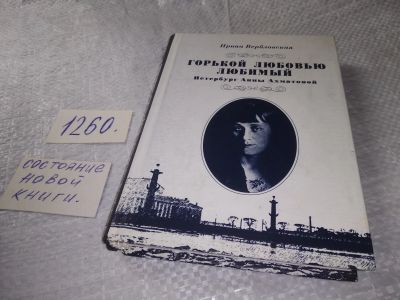 Ирина Вербловская
ГОРЬКОЙ ЛЮБОВЬЮ
ЛЮБИМЫЙ
Петербург Анны Ахматовой
1260.
состояние
новой
книги.